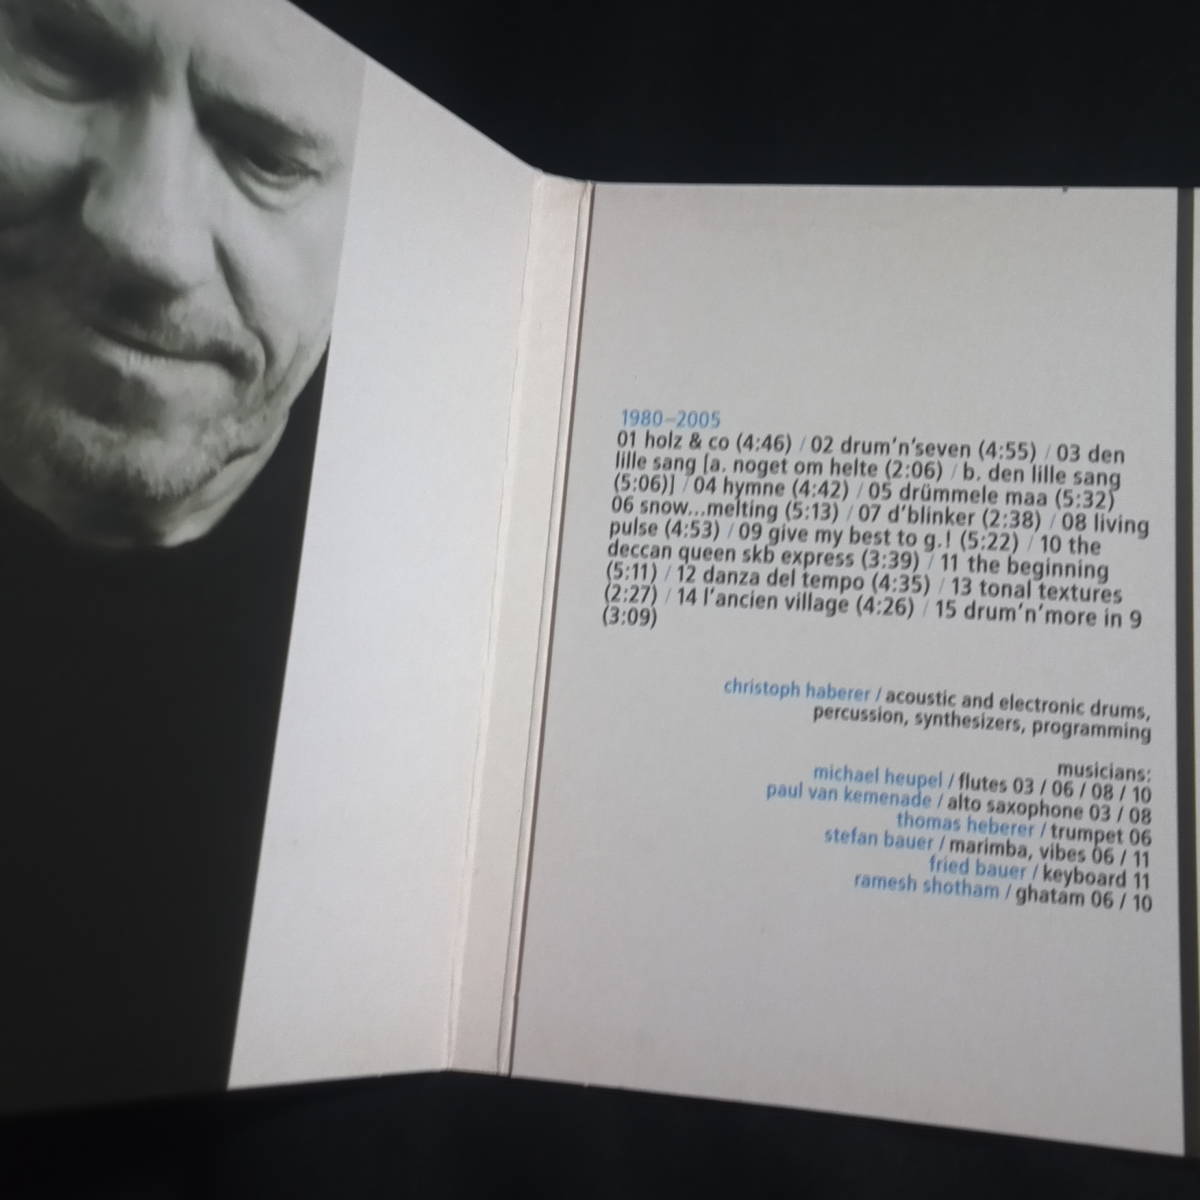 1980–2005
01 holz & co (4:46) / 02 drum'n'seven (4:55) / 03 den
lille sang [a. noget om helte (2:06) / b. den lille sang
(5:06)] / 04 hymne (4:42) / 05 drümmele maa (5:32)
06 snow...melting (5:13) / 07 d'blinker (2:38) / 08 living
pulse (4:53) / 09 give my best to g.! (5:22) / 10 the
deccan queen skb express (3:39) / 11 the beginning
(5:11) / 12 danza del tempo (4:35) / 13 tonal textures
(2:27) / 14 l'ancien village (4:26) / 15 drum'n'more in 9
(3:09)
christoph haberer / acoustic and electronic drums,
percussion, synthesizers, programming
musicians:
michael heupel / flutes 03 / 06 / 08 / 10
paul van kemenade / alto saxophone 03 / 08
thomas heberer / trumpet 06
stefan bauer / marimba, vibes 06 / 11
fried bauer / keyboard 11
ramesh shotham / ghatam 06 / 10